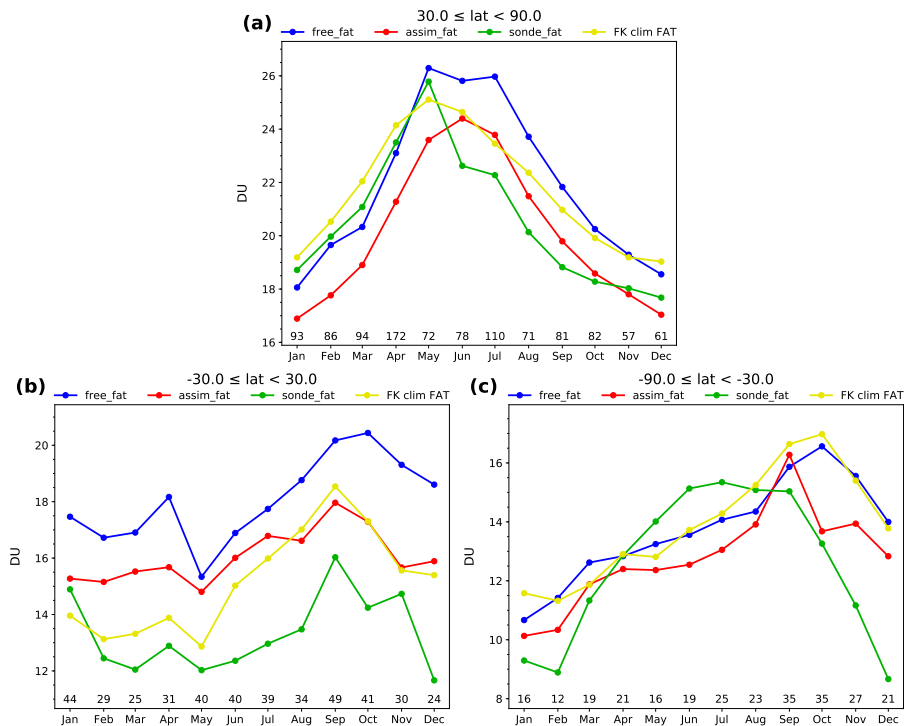 (a)
30.0 ≤ lat < 90.0
free_fat assim_fat sonde_fat FK clim FAT
26
24
22
20
18
16
DU
93 86 94 172 72 78 110 71 81 82 57 61
Jan Feb Mar Apr May Jun Jul Aug Sep Oct Nov Dec
(b)
-30.0 ≤ lat < 30.0
free_fat assim_fat sonde_fat FK clim FAT
20
18
16
14
12
DU
44 29 25 31 40 40 39 34 49 41 30 24
Jan Feb Mar Apr May Jun Jul Aug Sep Oct Nov Dec
(c)
-90.0 ≤ lat < -30.0
free_fat assim_fat sonde_fat FK clim FAT
16
14
12
10
8
DU
16 12 19 21 16 19 25 23 35 35 27 21
Jan Feb Mar Apr May Jun Jul Aug Sep Oct Nov Dec